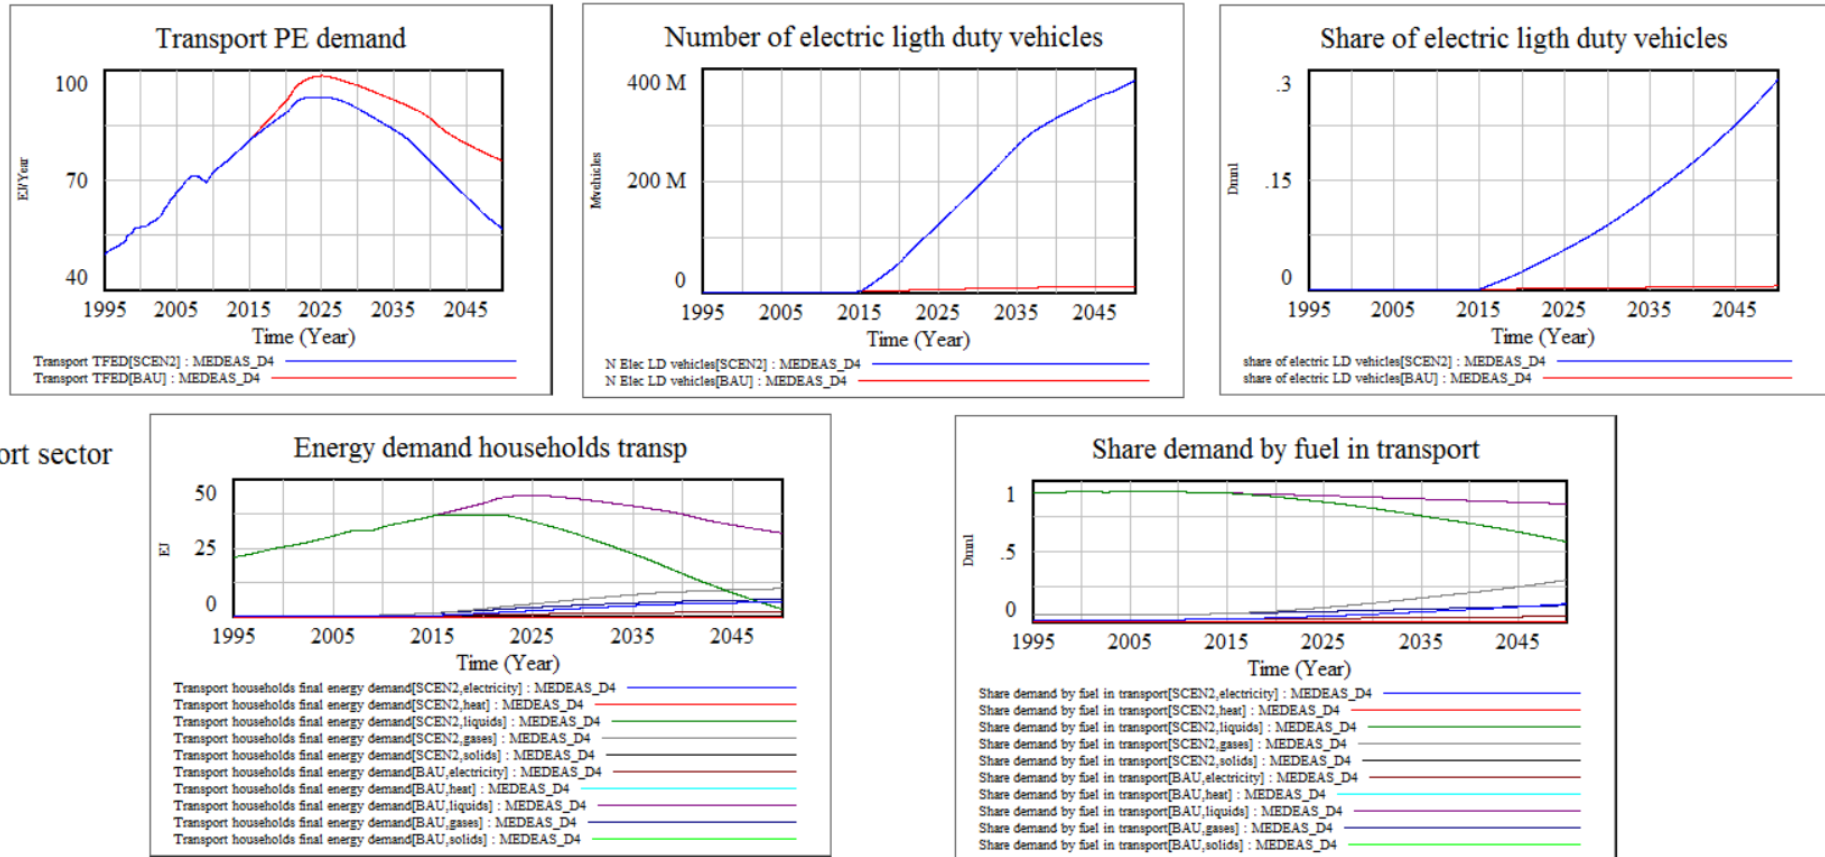 Transport PE demand
100
70
40
EJ/Year
1995 2005 2015 2025 2035 2045
Time (Year)
Transport TFED[SCEN2] : MEDEAS_D4
Transport TFED[BAU] : MEDEAS_D4
Number of electric ligth duty vehicles
400 M
200 M
0
Mvehicles
1995 2005 2015 2025 2035 2045
Time (Year)
N Elec LD vehicles[SCEN2] : MEDEAS_D4
N Elec LD vehicles[BAU] : MEDEAS_D4
Share of electric ligth duty vehicles
.3
.15
0
Dmnl
1995 2005 2015 2025 2035 2045
Time (Year)
share of electric LD vehicles[SCEN2] : MEDEAS_D4
share of electric LD vehicles[BAU] : MEDEAS_D4
ort sector
Energy demand households transp
50
25
0
EJ
1995 2005 2015 2025 2035 2045
Time (Year)
Transport households final energy demand[SCEN2,electricity] : MEDEAS_D4
Transport households final energy demand[SCEN2,heat] : MEDEAS_D4
Transport households final energy demand[SCEN2,liquids] : MEDEAS_D4
Transport households final energy demand[SCEN2,gases] : MEDEAS_D4
Transport households final energy demand[SCEN2,solids] : MEDEAS_D4
Transport households final energy demand[BAU,electricity] : MEDEAS_D4
Transport households final energy demand[BAU,heat] : MEDEAS_D4
Transport households final energy demand[BAU,liquids] : MEDEAS_D4
Transport households final energy demand[BAU,gases] : MEDEAS_D4
Transport households final energy demand[BAU,solids] : MEDEAS_D4
Share demand by fuel in transport
1
.5
0
Dmnl
1995 2005 2015 2025 2035 2045
Time (Year)
Share demand by fuel in transport[SCEN2,electricity] : MEDEAS_D4
Share demand by fuel in transport[SCEN2,heat] : MEDEAS_D4
Share demand by fuel in transport[SCEN2,liquids] : MEDEAS_D4
Share demand by fuel in transport[SCEN2,gases] : MEDEAS_D4
Share demand by fuel in transport[SCEN2,solids] : MEDEAS_D4
Share demand by fuel in transport[BAU,electricity] : MEDEAS_D4
Share demand by fuel in transport[BAU,heat] : MEDEAS_D4
Share demand by fuel in transport[BAU,liquids] : MEDEAS_D4
Share demand by fuel in transport[BAU,gases] : MEDEAS_D4
Share demand by fuel in transport[BAU,solids] : MEDEAS_D4